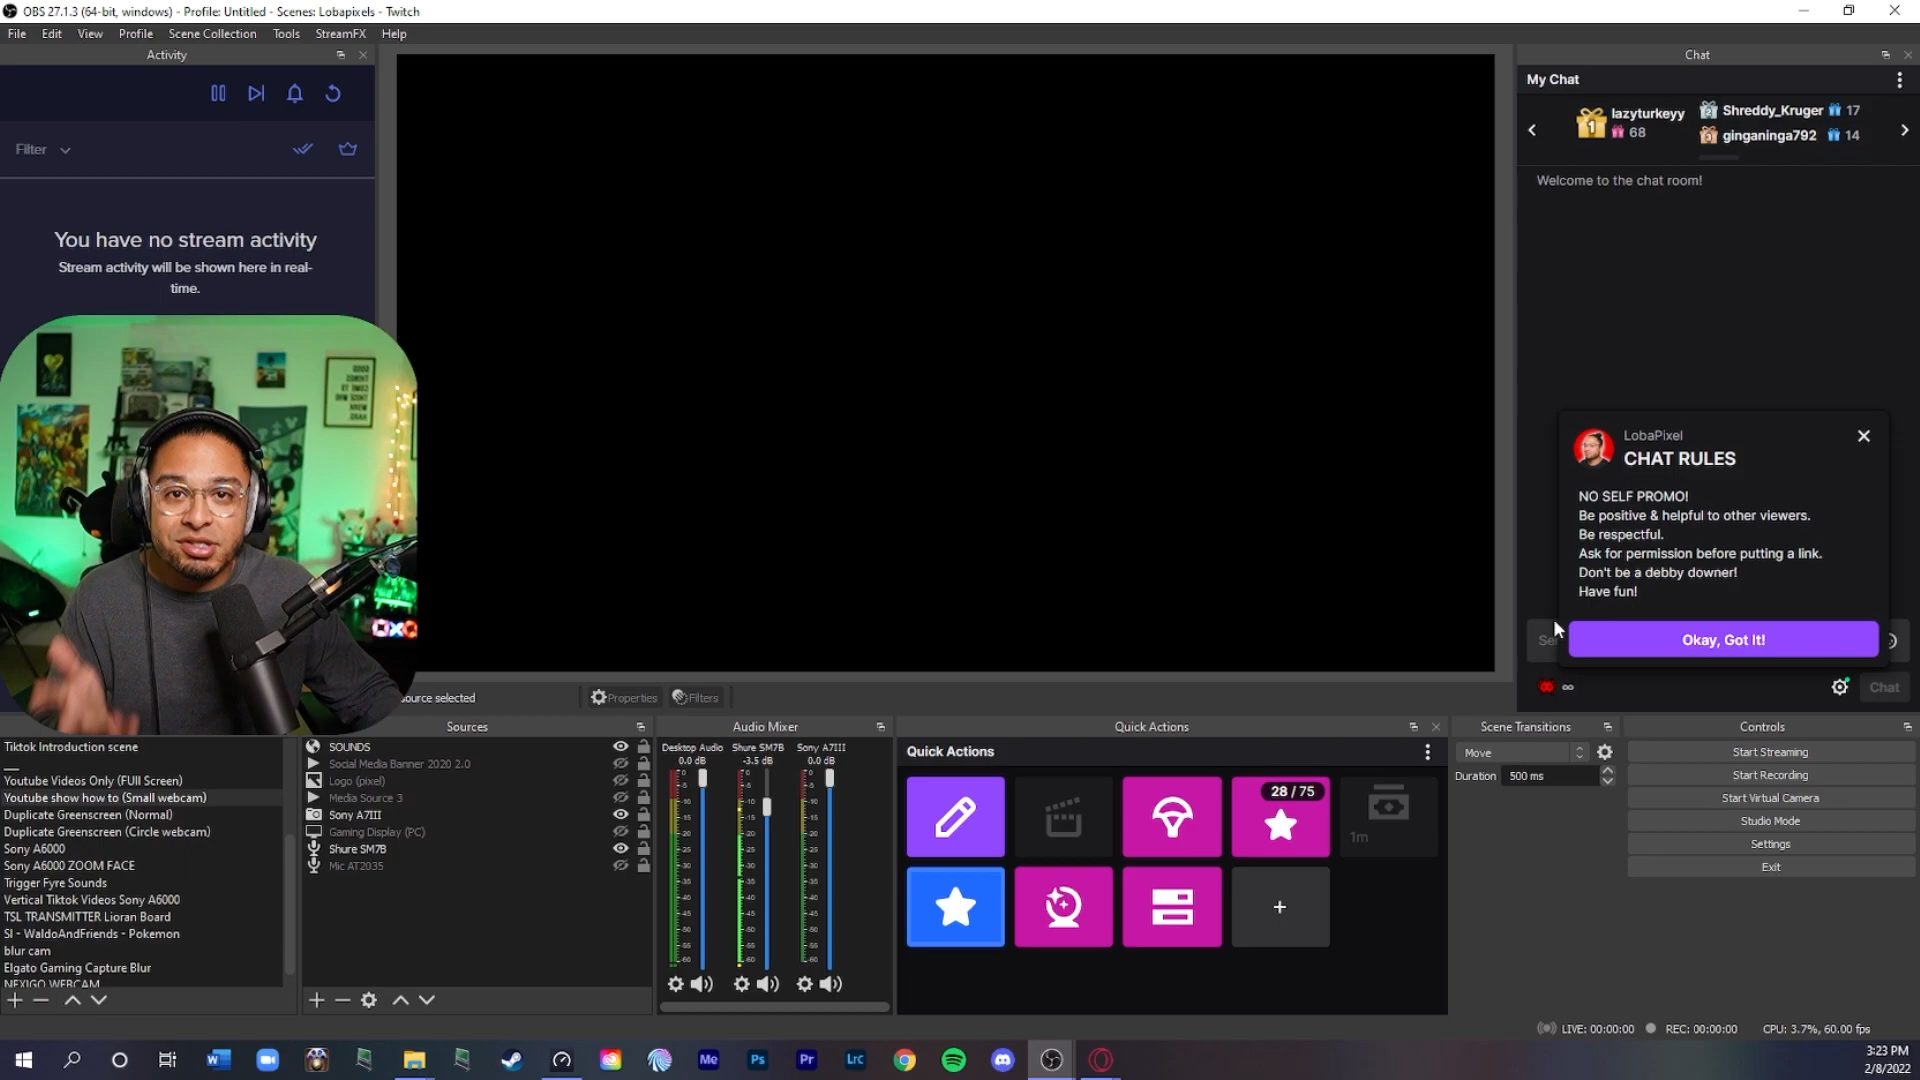 OBS 27.1.3 (64-bit, windows) - Profile: Untitled - Scenes: Lobapixels - Twitch
File Edit View Profile Scene Collection Tools StreamFX Help
Activity
Filter
You have no stream activity
Stream activity will be shown here in real-
time.
Chat
My Chat
1
lazyturkeyy
68
Shreddy_Kruger 17
ginganinga792 14
Welcome to the chat room!
LobaPixel
CHAT RULES
NO SELF PROMO!
Be positive & helpful to other viewers.
Be respectful.
Ask for permission before putting a link.
Don't be a debby downer!
Have fun!
Okay, Got It!
Chat
ource selected
Properties Filters
Tiktok Introduction scene
Youtube Videos Only (FUll Screen)
Youtube show how to (Small webcam)
Duplicate Greenscreen (Normal)
Duplicate Greenscreen (Circle webcam)
Sony A6000
Sony A6000 ZOOM FACE
Trigger Fyre Sounds
Vertical Tiktok Videos Sony A6000
TSL TRANSMITTER Lioran Board
SI - WaldoAndFriends - Pokemon
blur cam
Elgato Gaming Capture Blur
NEXIGO WEBCAM
Sources
SOUNDS
Social Media Banner 2020 2.0
Logo (pixel)
Media Source 3
Sony A7III
Gaming Display (PC)
Shure SM7B
Mic AT2035
Audio Mixer
Desktop Audio Shure SM7B Sony A7III
0.0 dB -3.5 dB 0.0 dB
Quick Actions
Quick Actions
28 / 75
1m
Scene Transitions
Move
Duration 500 ms
Controls
Start Streaming
Start Recording
Start Virtual Camera
Studio Mode
Settings
Exit
LIVE: 00:00:00 REC: 00:00:00 CPU: 3.7%, 60.00 fps
W
Me
Ps
Pr
Lrc
3:23 PM
2/8/2022